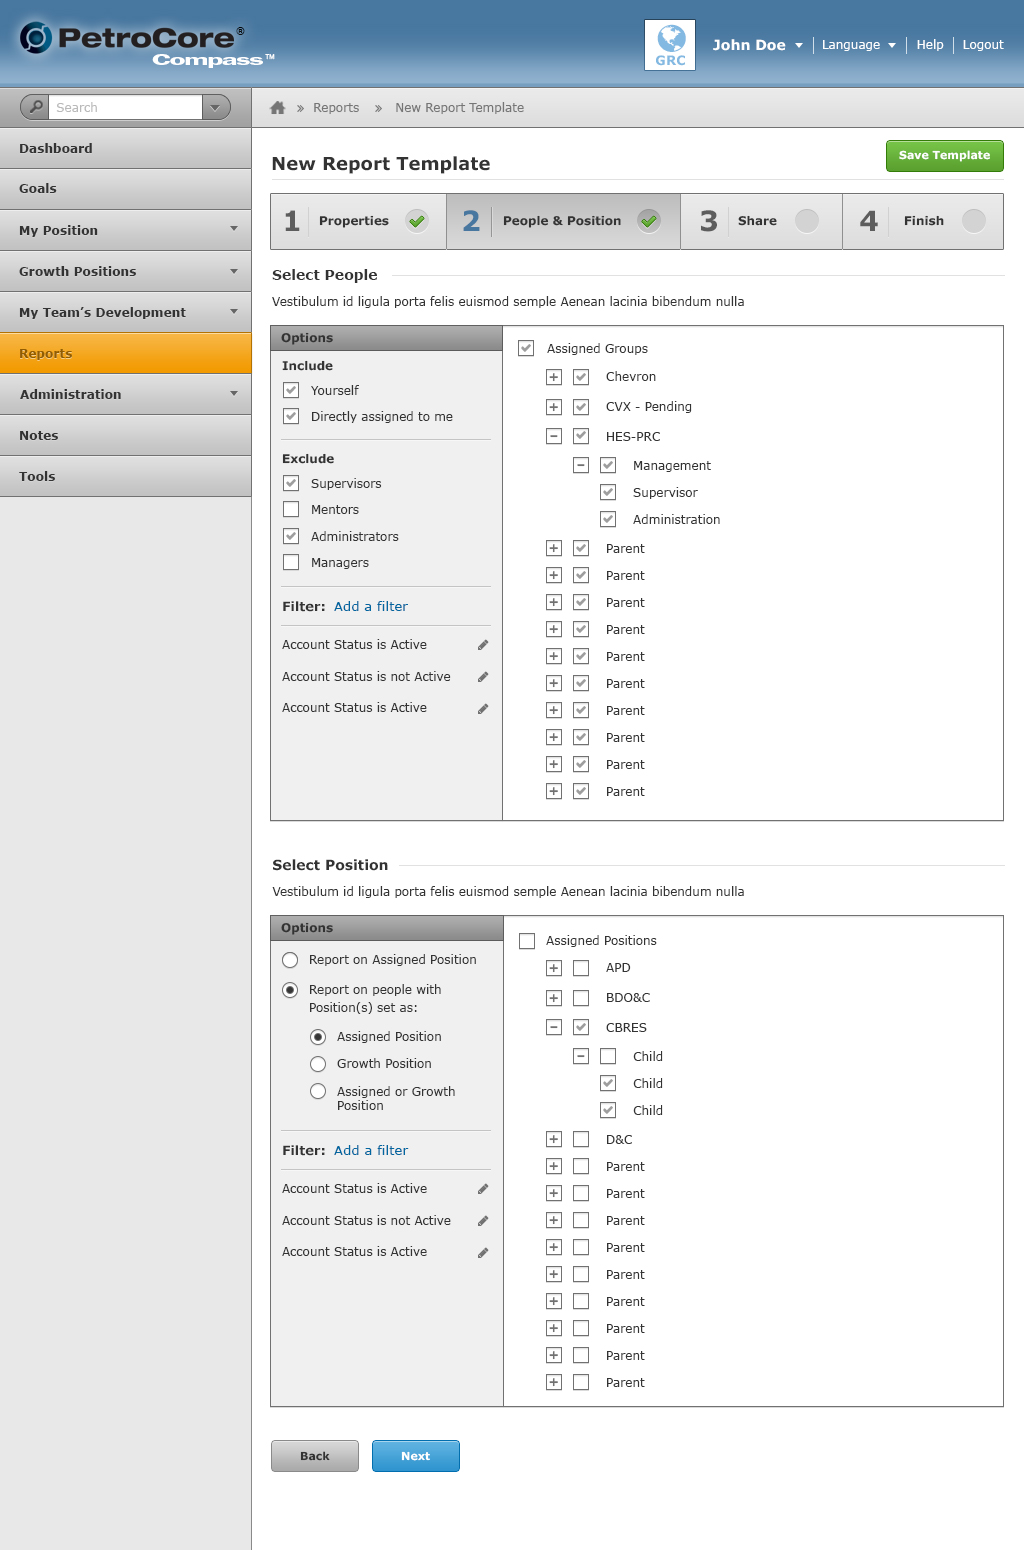 PetroCore®
Compass™
GRC
John Doe
Language
Help
Logout
Search
Reports
New Report Template
Dashboard
Goals
My Position
Growth Positions
My Team's Development
Reports
Administration
Notes
Tools
New Report Template
Save Template
1 Properties
2 People & Position
3 Share
4 Finish
Select People
Vestibulum id ligula porta felis euismod semple Aenean lacinia bibendum nulla
Options
Include
Yourself
Directly assigned to me
Exclude
Supervisors
Mentors
Administrators
Managers
Filter: Add a filter
Account Status is Active
Account Status is not Active
Account Status is Active
Assigned Groups
Chevron
CVX - Pending
HES-PRC
Management
Supervisor
Administration
Parent
Parent
Parent
Parent
Parent
Parent
Parent
Parent
Parent
Parent
Select Position
Vestibulum id ligula porta felis euismod semple Aenean lacinia bibendum nulla
Options
Report on Assigned Position
Report on people with
Position(s) set as:
Assigned Position
Growth Position
Assigned or Growth
Position
Filter: Add a filter
Account Status is Active
Account Status is not Active
Account Status is Active
Assigned Positions
APD
BDO&C
CBRES
Child
Child
Child
D&C
Parent
Parent
Parent
Parent
Parent
Parent
Parent
Parent
Parent
Back
Next